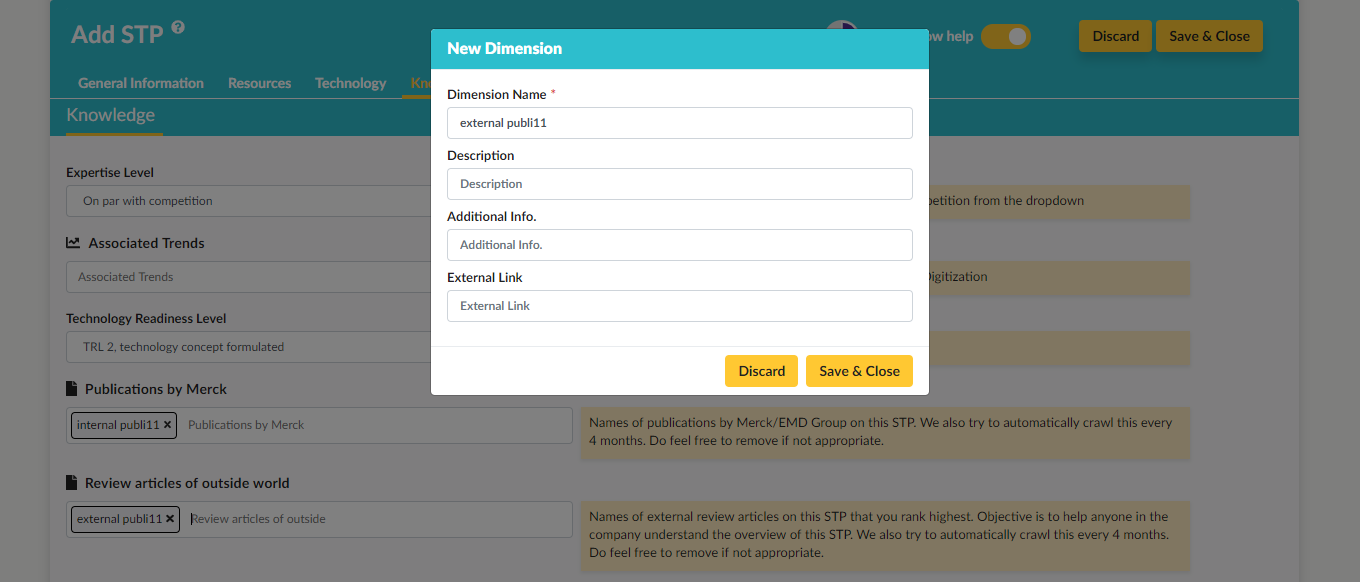 Add STP ?
help
Discard
Save & Close
General Information
Resources
Technology
Knowledge
New Dimension
Dimension Name *
external publi11
Description
Description
Additional Info.
Additional Info.
External Link
External Link
Discard
Save & Close
Expertise Level
On par with competition
from the dropdown
Associated Trends
Associated Trends
Digitization
Technology Readiness Level
TRL 2, technology concept formulated
Publications by Merck
internal publi11 × Publications by Merck
Names of publications by Merck/EMD Group on this STP. We also try to automatically crawl this every
4 months. Do feel free to remove if not appropriate.
Review articles of outside world
external publi11 × Review articles of outside
Names of external review articles on this STP that you rank highest. Objective is to help anyone in the
company understand the overview of this STP. We also try to automatically crawl this every 4 months.
Do feel free to remove if not appropriate.